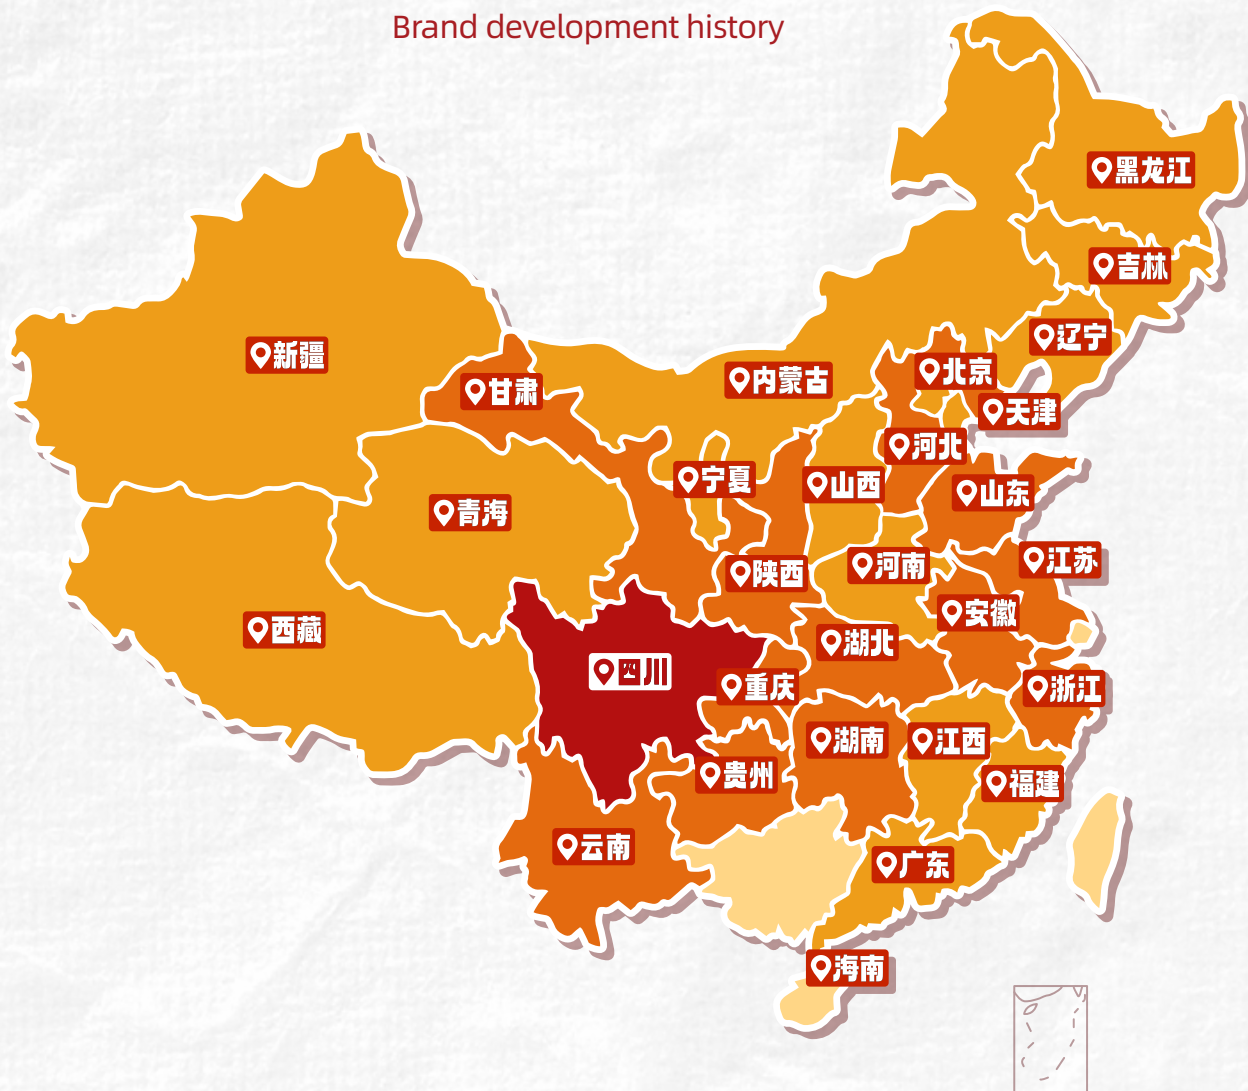 Brand development history
黑龙江
吉林
辽宁
新疆
甘肃
内蒙古
北京
天津
河北
宁夏
山西
山东
青海
陕西
河南
江苏
安徽
西藏
湖北
四川
重庆
浙江
湖南
江西
贵州
福建
云南
广东
海南